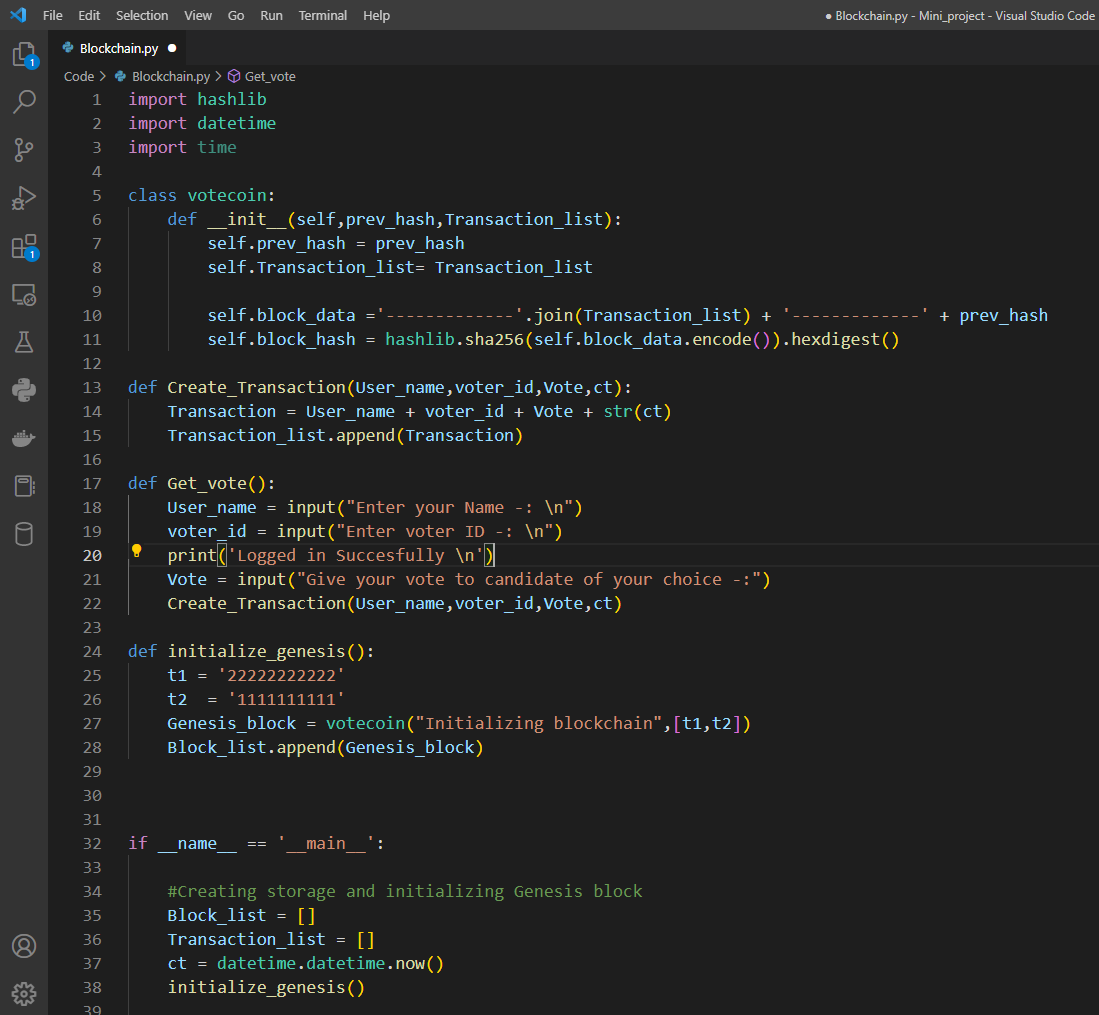 File Edit Selection View Go Run Terminal Help
● Blockchain.py - Mini_project - Visual Studio Code
Blockchain.py ●
Code > Blockchain.py > Get_vote
1 import hashlib
2 import datetime
3 import time
4
5 class votecoin:
6     def __init__(self,prev_hash,Transaction_list):
7         self.prev_hash = prev_hash
8         self.Transaction_list= Transaction_list
9
10         self.block_data ='-------------'.join(Transaction_list) + '-------------' + prev_hash
11         self.block_hash = hashlib.sha256(self.block_data.encode()).hexdigest()
12
13 def Create_Transaction(User_name,voter_id,Vote,ct):
14     Transaction = User_name + voter_id + Vote + str(ct)
15     Transaction_list.append(Transaction)
16
17 def Get_vote():
18     User_name = input("Enter your Name -: \n")
19     voter_id = input("Enter voter ID -: \n")
20     print('Logged in Succesfully \n')
21     Vote = input("Give your vote to candidate of your choice -:")
22     Create_Transaction(User_name,voter_id,Vote,ct)
23
24 def initialize_genesis():
25     t1 = '22222222222'
26     t2  = '1111111111'
27     Genesis_block = votecoin("Initializing blockchain",[t1,t2])
28     Block_list.append(Genesis_block)
29
30
31
32 if __name__ == '__main__':
33
34     #Creating storage and initializing Genesis block
35     Block_list = []
36     Transaction_list = []
37     ct = datetime.datetime.now()
38     initialize_genesis()
39
1
1